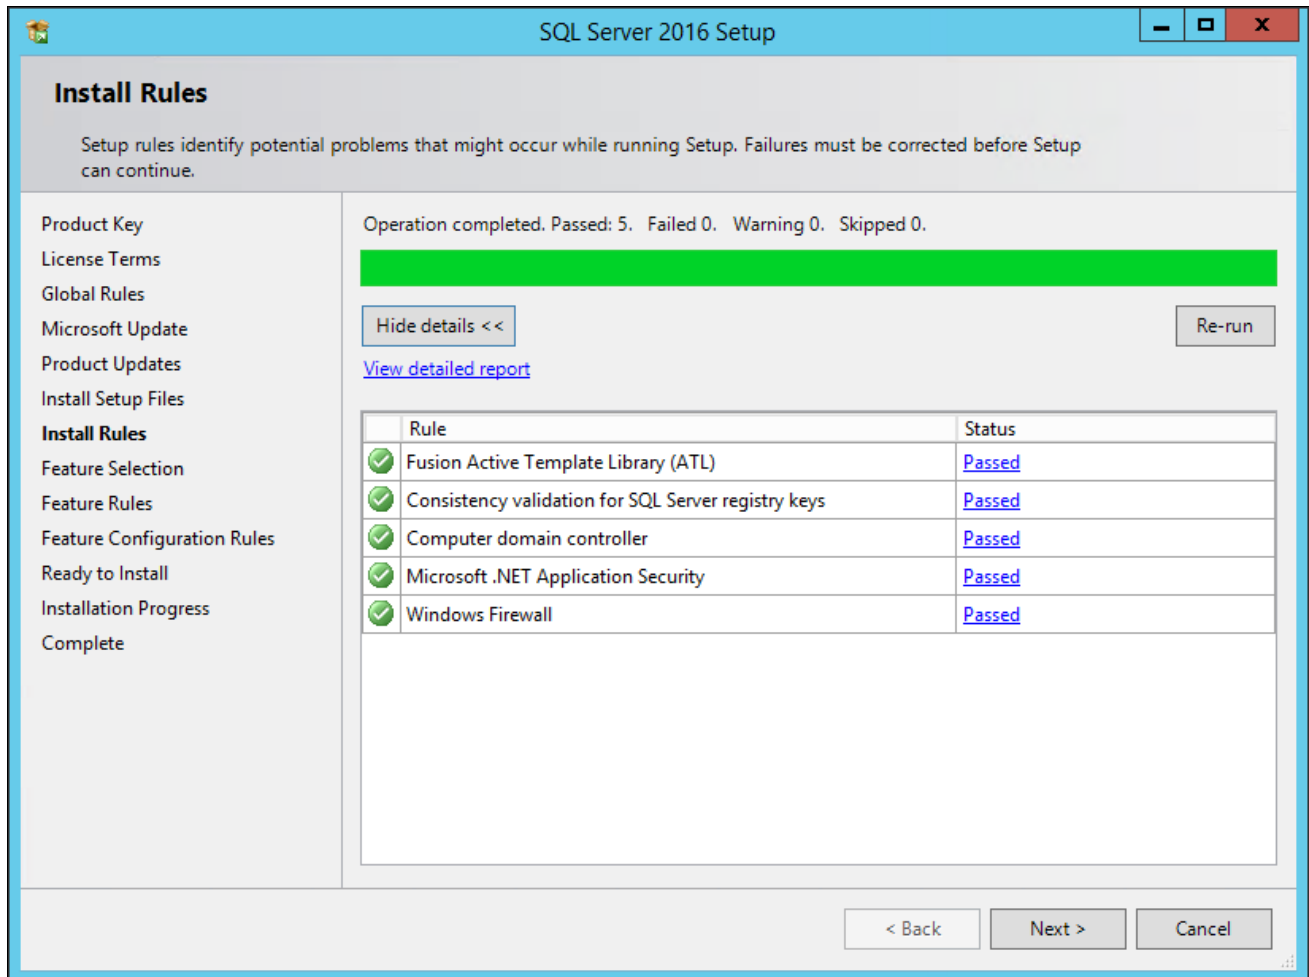 SQL Server 2016 Setup
X
Install Rules
Setup rules identify potential problems that might occur while running Setup. Failures must be corrected before Setup
can continue.
Product Key
License Terms
Global Rules
Microsoft Update
Product Updates
Install Setup Files
Install Rules
Feature Selection
Feature Rules
Feature Configuration Rules
Ready to Install
Installation Progress
Complete
Operation completed. Passed: 5.   Failed 0.   Warning 0.   Skipped 0.
Hide details <<
Re-run
View detailed report
Rule Status
Fusion Active Template Library (ATL) Passed
Consistency validation for SQL Server registry keys Passed
Computer domain controller Passed
Microsoft .NET Application Security Passed
Windows Firewall Passed
< Back Next > Cancel